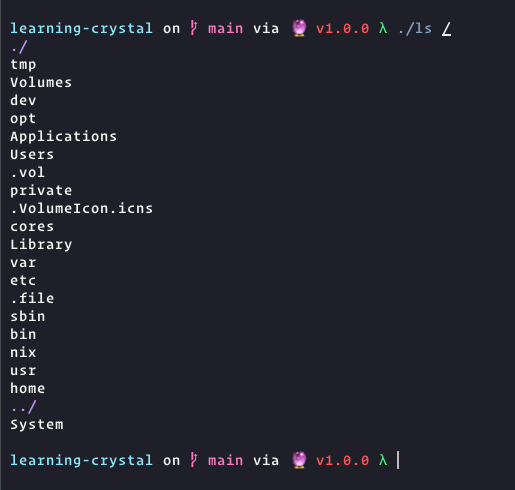 learning-crystal on main via 🔮 v1.0.0 λ ./ls /
./
tmp
Volumes
dev
opt
Applications
Users
.vol
private
.VolumeIcon.icns
cores
Library
var
etc
.file
sbin
bin
nix
usr
home
../
System
learning-crystal on main via 🔮 v1.0.0 λ